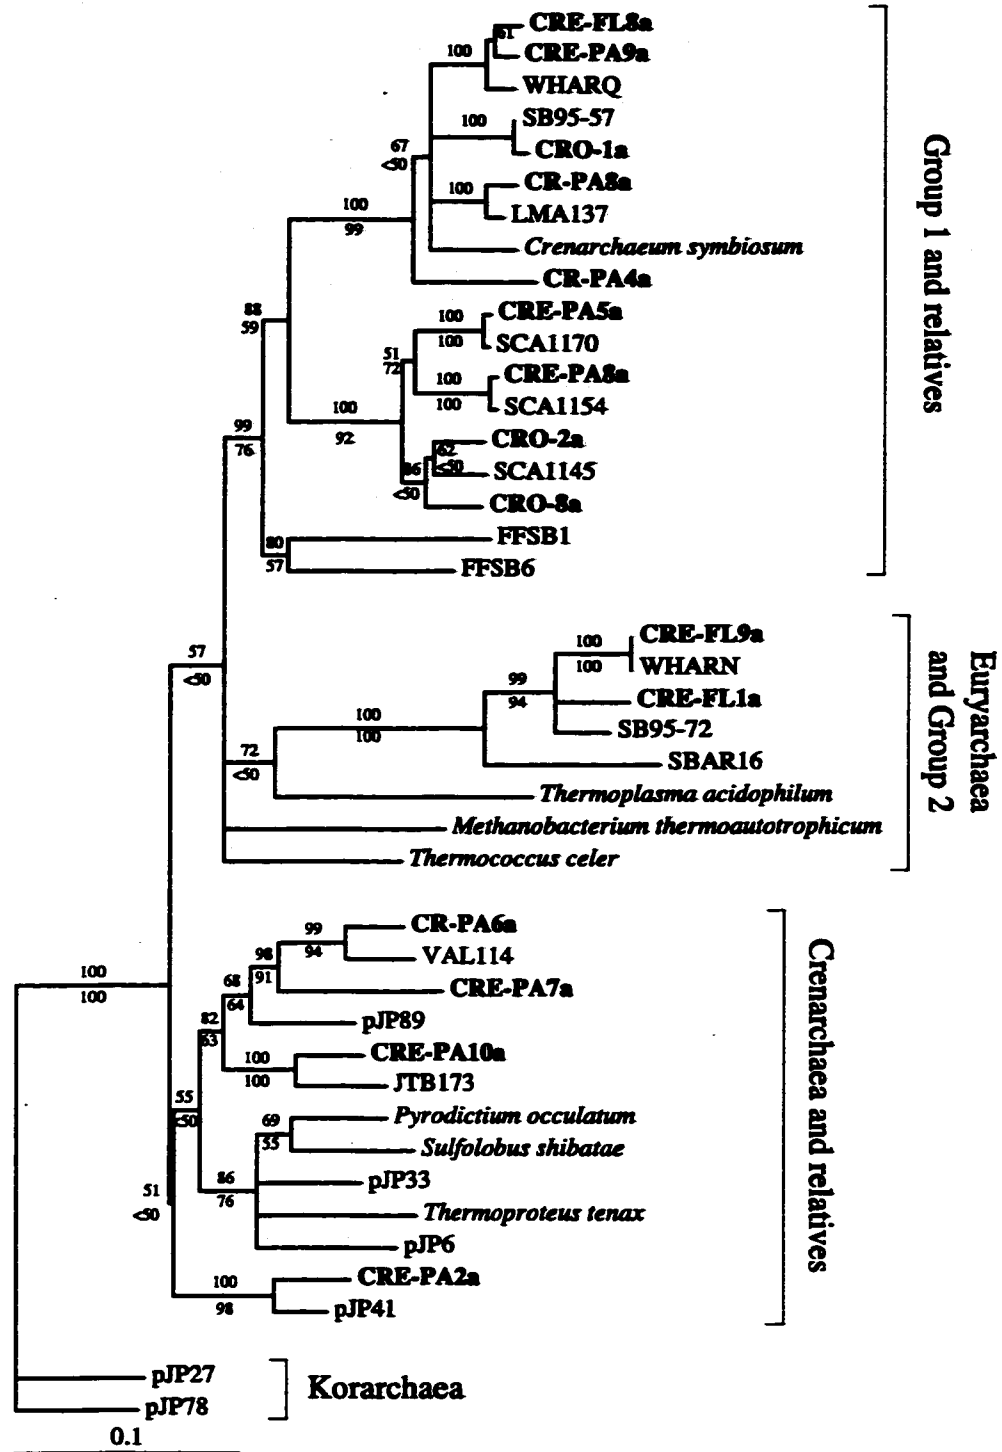 61
CRE-FL8a
100
CRE-PA9a
WHARQ
SB95-57
100
CRO-1a
67
<50
100
CR-PA8a
LMA137
100
99
Crenarchaeum symbiosum
CR-PA4a
88
59
100
100
CRE-PA5a
SCA1170
51
72
100
100
CRE-PA8a
SCA1154
100
92
62
<50
CRO-2a
SCA1145
86
<50
CRO-8a
99
76
80
57
FFSB1
FFSB6
Group 1 and relatives
57
<50
100
100
CRE-FL9a
WHARN
99
94
CRE-FL1a
SB95-72
100
100
SBAR16
72
<50
Thermoplasma acidophilum
Methanobacterium thermoautotrophicum
Thermococcus celer
Euryarchaea
and Group 2
99
94
CR-PA6a
VAL114
98
91
CRE-PA7a
68
64
pJP89
82
63
100
100
CRE-PA10a
JTB173
100
100
55
<50
69
55
Pyrodictium occulatum
Sulfolobus shibatae
86
76
pJP33
Thermoproteus tenax
pJP6
51
<50
100
98
CRE-PA2a
pJP41
Crenarchaea and relatives
pJP27
pJP78
Korarchaea
0.1